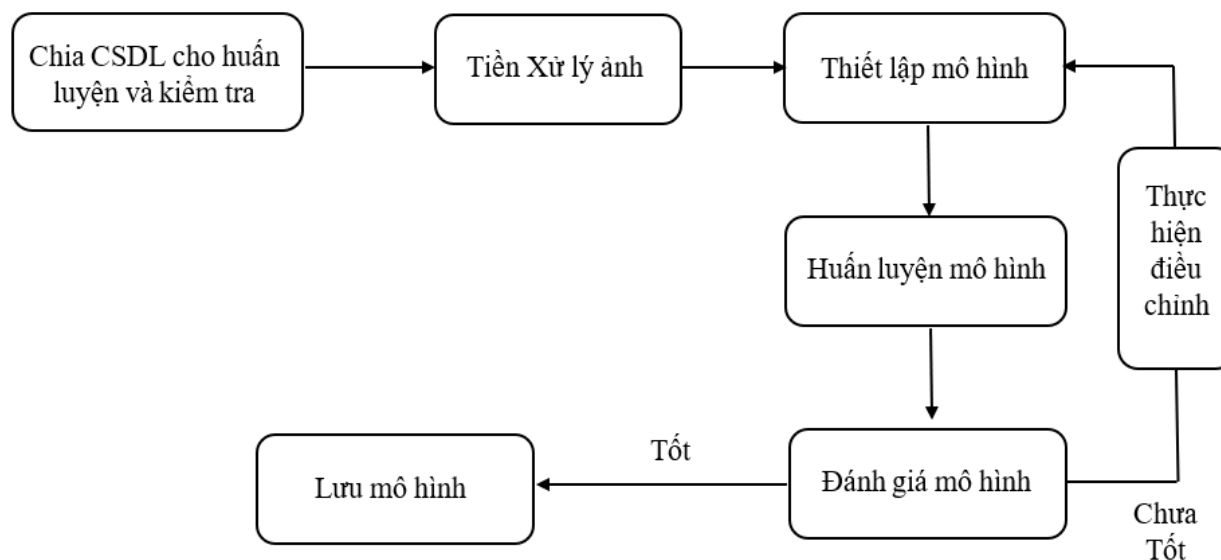 Chia CSDL cho huấn
luyện và kiểm tra
Tiền Xử lý ảnh
Thiết lập mô hình
Thực
hiện
điều
chỉnh
Huấn luyện mô hình
Đánh giá mô hình
Tốt
Lưu mô hình
Chưa
Tốt